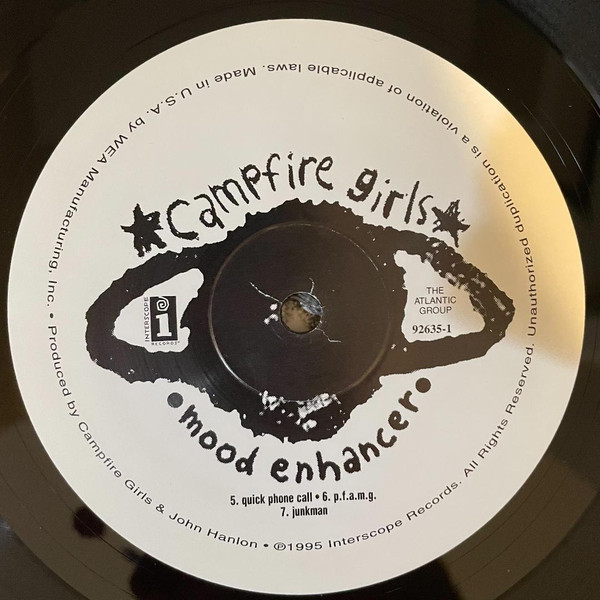 ★campfire girls★
INTERSCOPE
i
RECORDS
THE
ATLANTIC
GROUP
92635-1
•mood enhancer•
5. quick phone call • 6. p.f.a.m.g.
7. junkman
Produced by Campfire Girls & John Hanlon • ℗1995 Interscope Records. All Rights Reserved. Unauthorized duplication is a violation of applicable laws. Made in U.S.A. by WEA Manufacturing, Inc. •